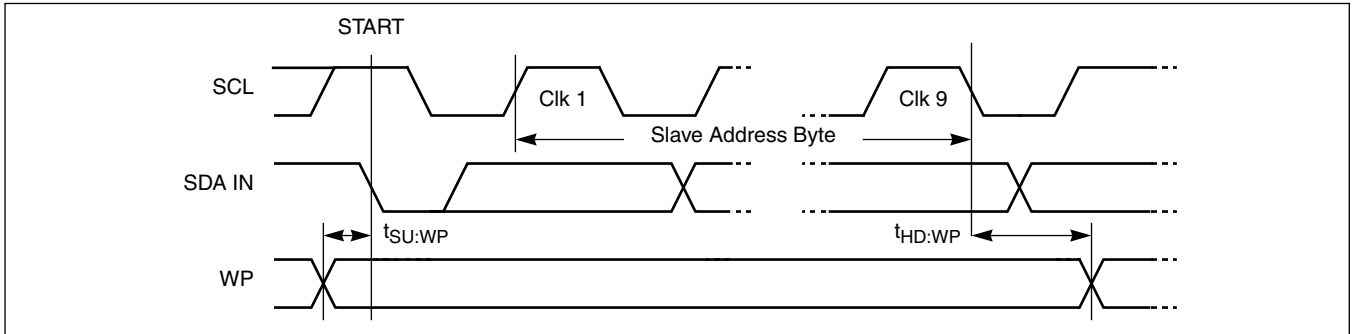 START
SCL
Clk 1
Clk 9
Slave Address Byte
SDA IN
tSU:WP
tHD:WP
WP